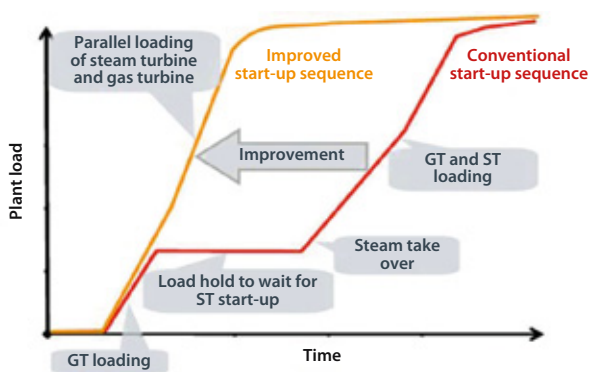 Parallel loading
of steam turbine
and gas turbine
Improved
start-up sequence
Conventional
start-up sequence
Improvement
GT and ST
loading
Plant load
Steam take
over
Load hold to wait for
ST start-up
Time
GT loading